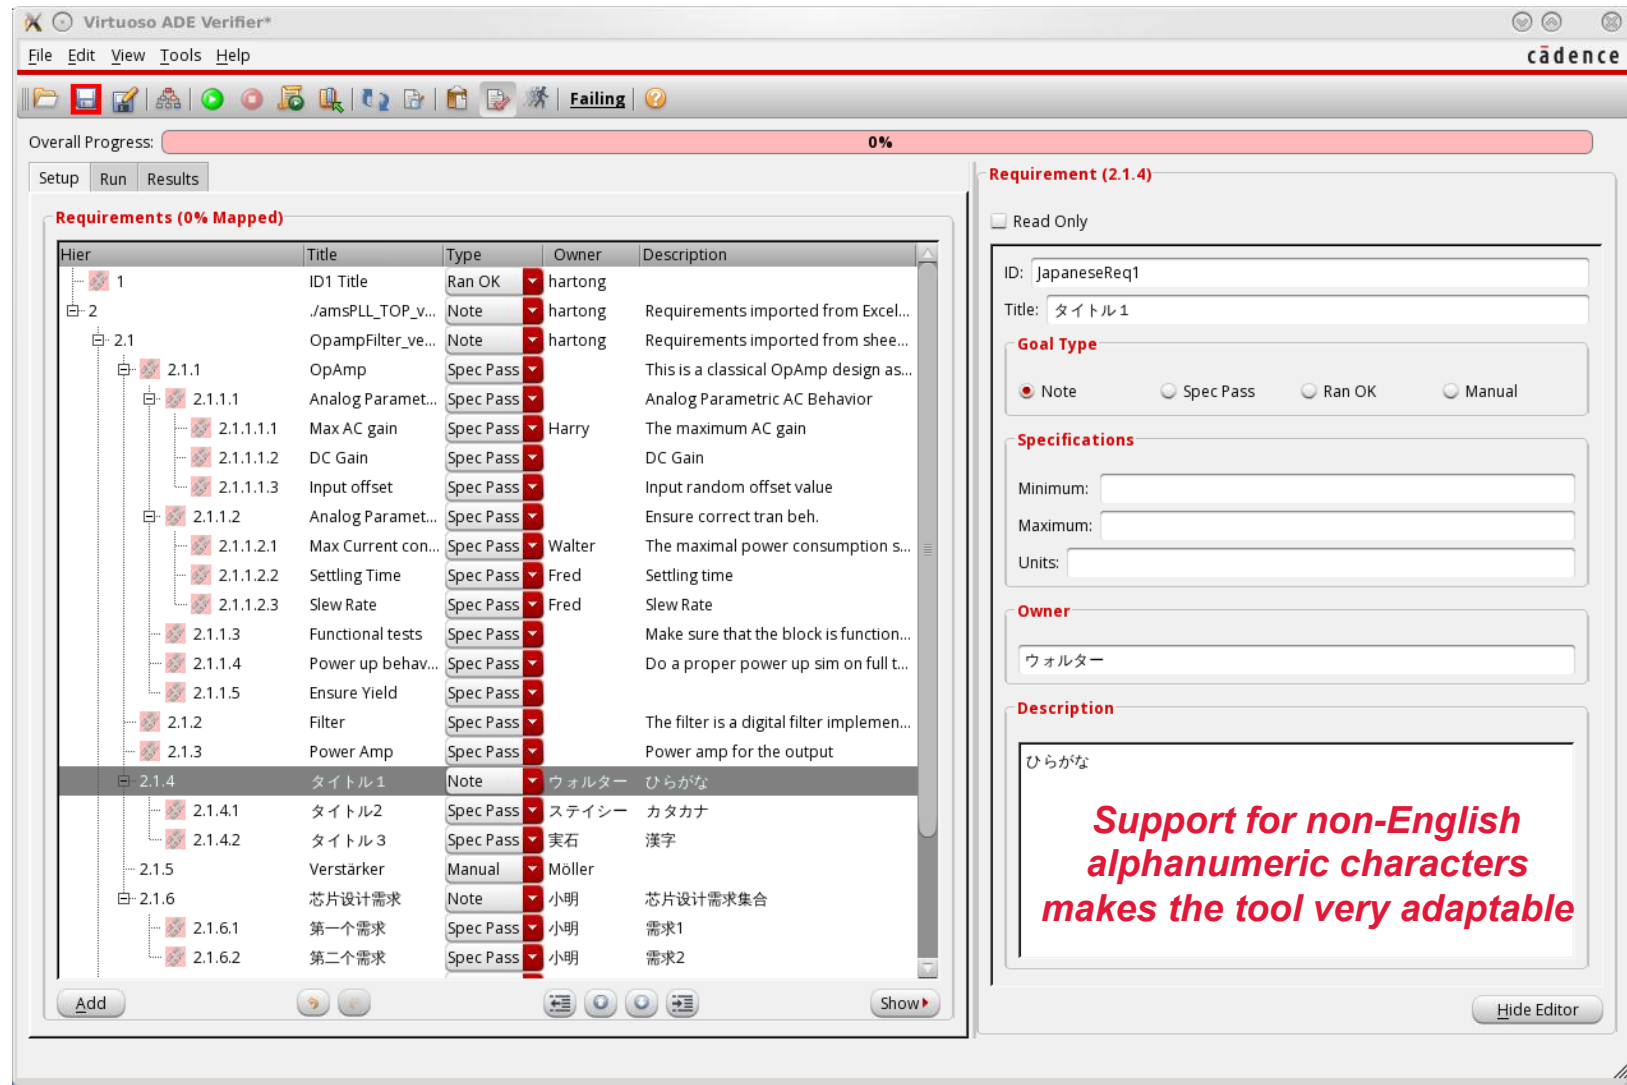 Virtuoso ADE Verifier*
File Edit View Tools Help
cādence
Failing
Overall Progress: 0%
Setup Run Results
Requirements (0% Mapped)
Hier Title Type Owner Description
1 ID1 Title Ran OK hartong
2 ./amsPLL_TOP_v... Note hartong Requirements imported from Excel...
2.1 OpampFilter_ve... Note hartong Requirements imported from shee...
2.1.1 OpAmp Spec Pass This is a classical OpAmp design as...
2.1.1.1 Analog Paramet... Spec Pass Analog Parametric AC Behavior
2.1.1.1.1 Max AC gain Spec Pass Harry The maximum AC gain
2.1.1.1.2 DC Gain Spec Pass DC Gain
2.1.1.1.3 Input offset Spec Pass Input random offset value
2.1.1.2 Analog Paramet... Spec Pass Ensure correct tran beh.
2.1.1.2.1 Max Current con... Spec Pass Walter The maximal power consumption s...
2.1.1.2.2 Settling Time Spec Pass Fred Settling time
2.1.1.2.3 Slew Rate Spec Pass Fred Slew Rate
2.1.1.3 Functional tests Spec Pass Make sure that the block is function...
2.1.1.4 Power up behav... Spec Pass Do a proper power up sim on full t...
2.1.1.5 Ensure Yield Spec Pass
2.1.2 Filter Spec Pass The filter is a digital filter implemen...
2.1.3 Power Amp Spec Pass Power amp for the output
2.1.4 タイトル１ Note ウォルター ひらがな
2.1.4.1 タイトル2 Spec Pass ステイシー カタカナ
2.1.4.2 タイトル３ Spec Pass 実石 漢字
2.1.5 Verstärker Manual Möller
2.1.6 芯片设计需求 Note 小明 芯片设计需求集合
2.1.6.1 第一个需求 Spec Pass 小明 需求1
2.1.6.2 第二个需求 Spec Pass 小明 需求2
Add Show
Requirement (2.1.4)
Read Only
ID: JapaneseReq1
Title: タイトル１
Goal Type
Note Spec Pass Ran OK Manual
Specifications
Minimum:
Maximum:
Units:
Owner
ウォルター
Description
ひらがな
Support for non-English
alphanumeric characters
makes the tool very adaptable
Hide Editor